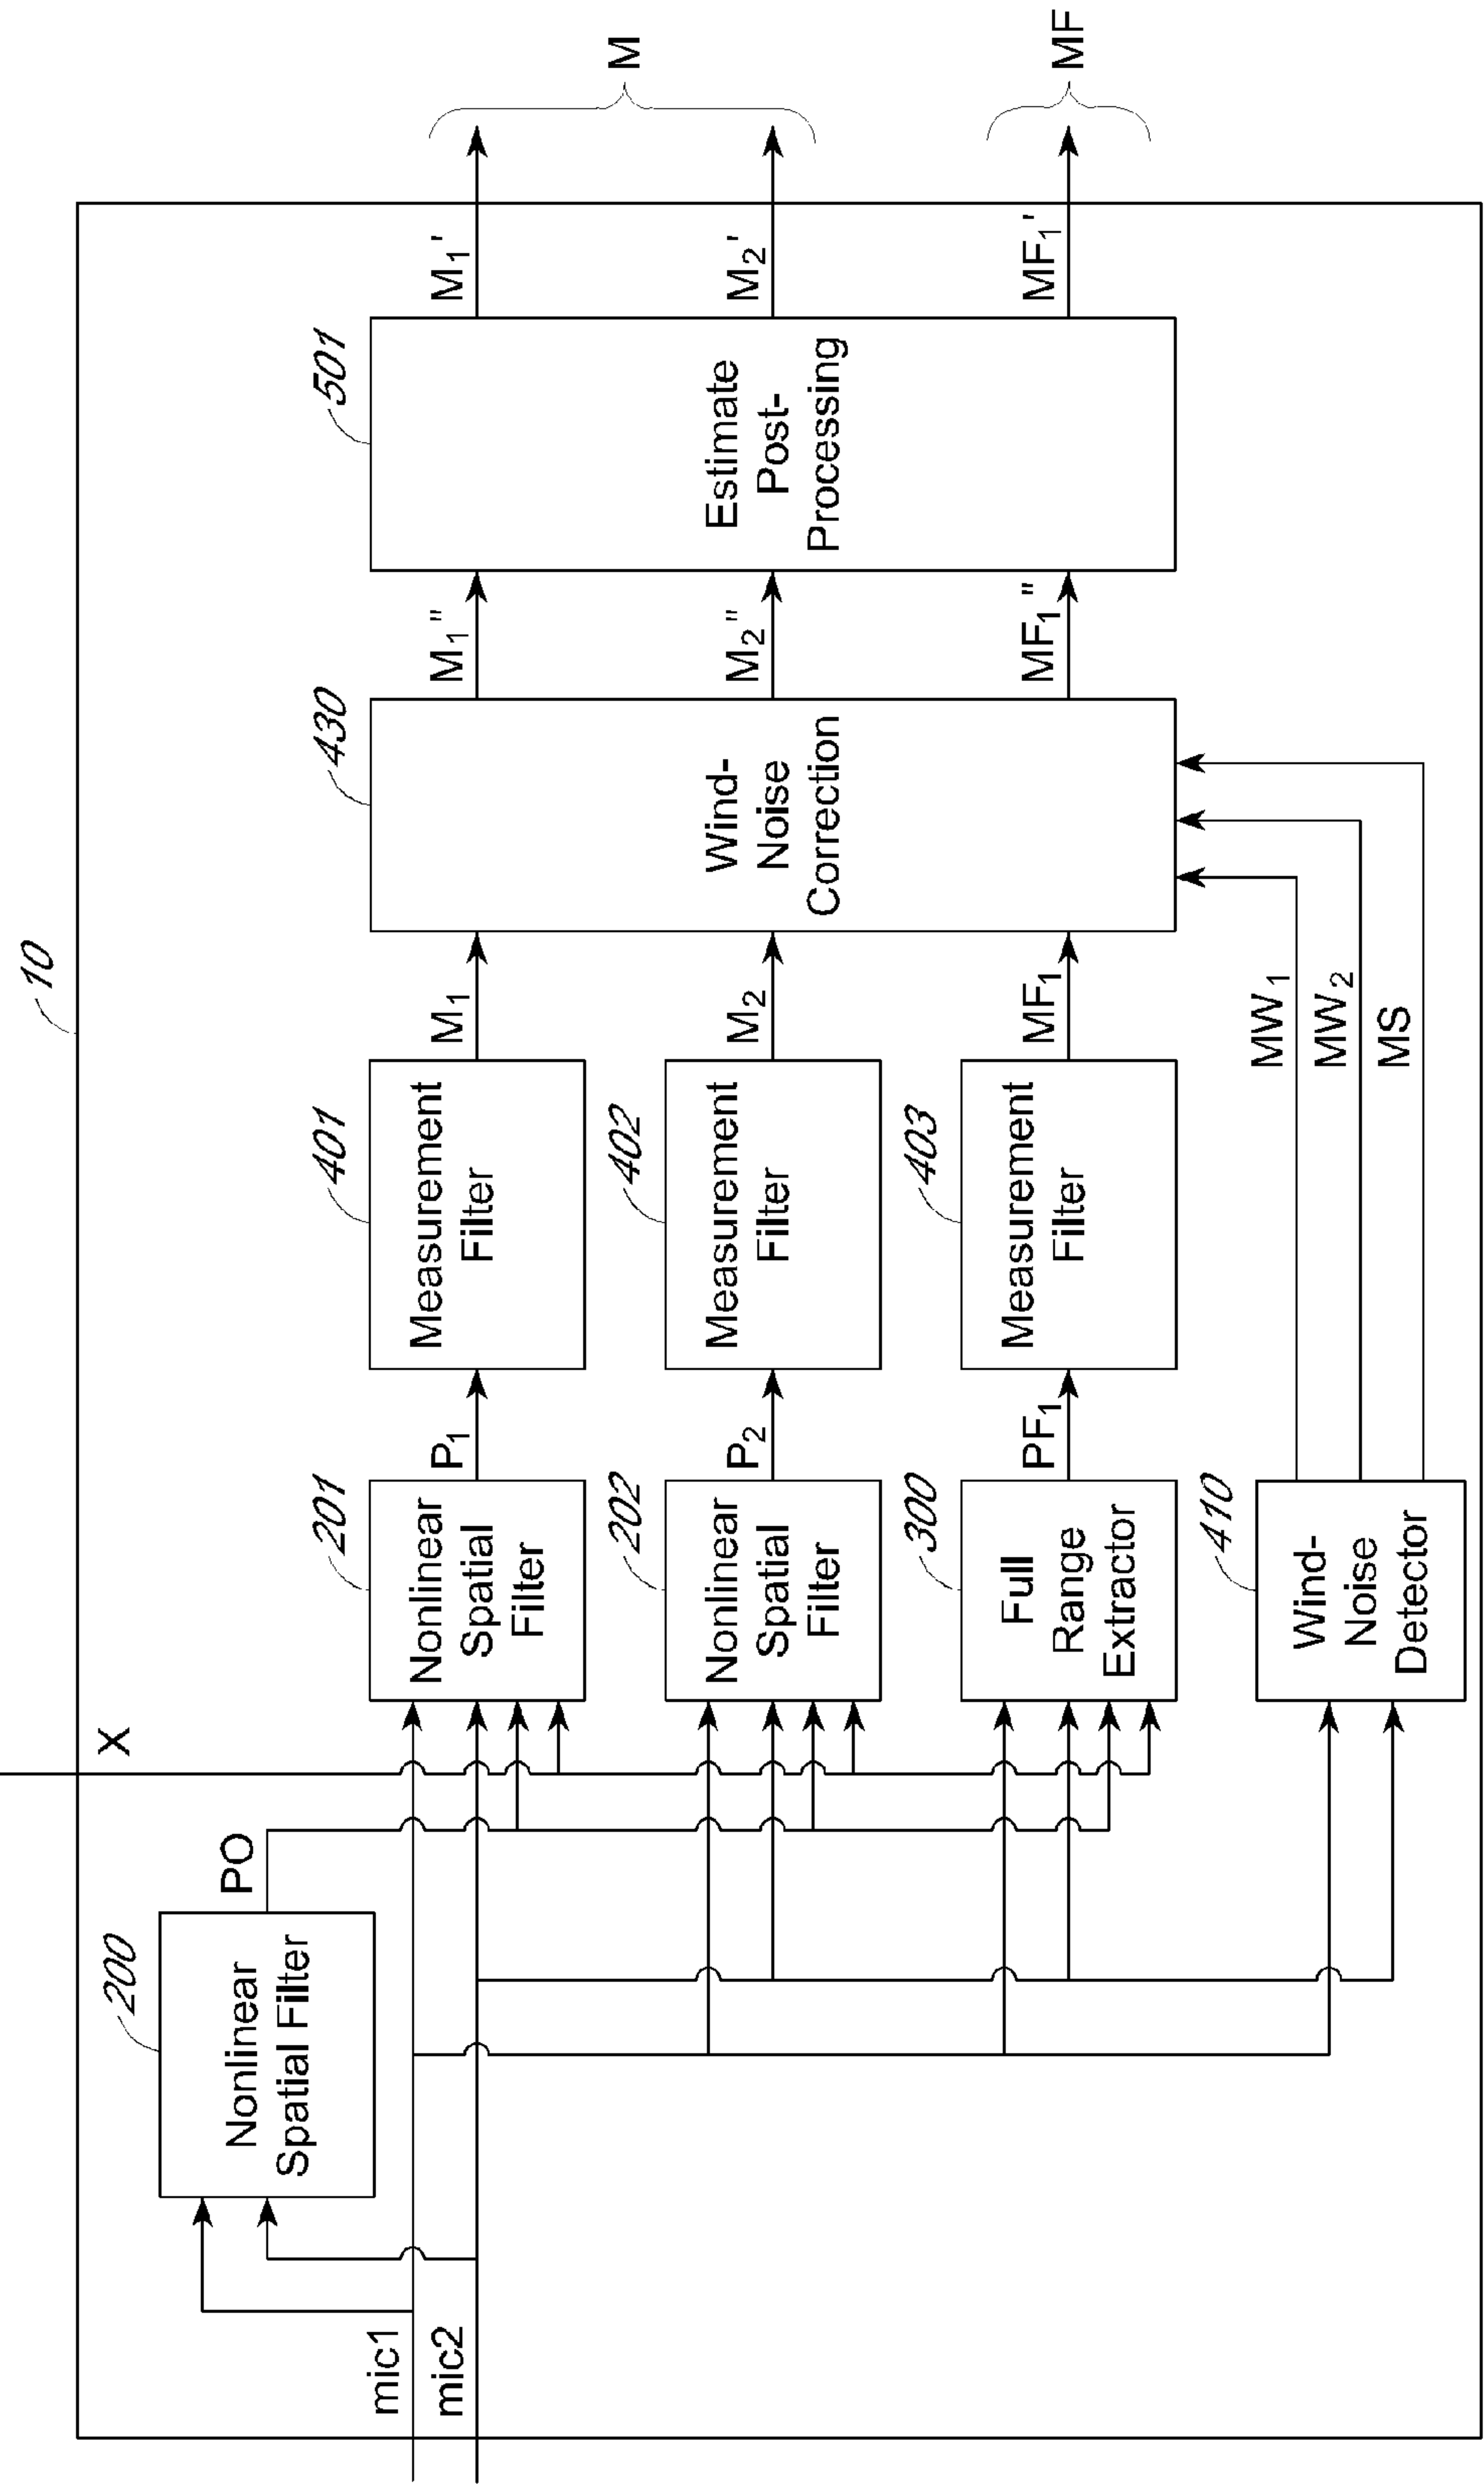 10
X
200
Nonlinear
Spatial Filter
PO
mic1
mic2
201
Nonlinear
Spatial
Filter
P1
401
Measurement
Filter
M1
430
Wind-
Noise
Correction
M1"
501
Estimate
Post-
Processing
M1'
M
202
Nonlinear
Spatial
Filter
P2
402
Measurement
Filter
M2
M2"
M2'
300
Full
Range
Extractor
PF1
403
Measurement
Filter
MF1
MF1"
MF1'
MF
410
Wind-
Noise
Detector
MW1
MW2
MS